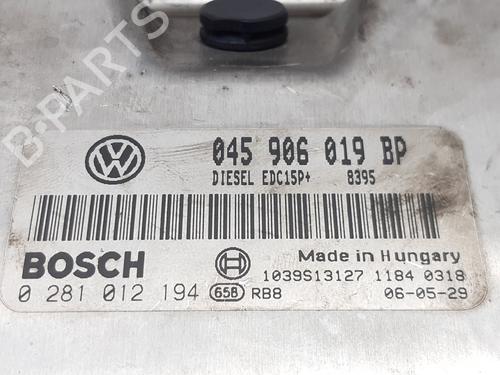 B-PARTS
045 906 019 BP
DIESEL EDC15P+ 8395
BOSCH
Made in Hungary
1039S13127 1184 0318
0 281 012 194 658 RB8 06-05-29